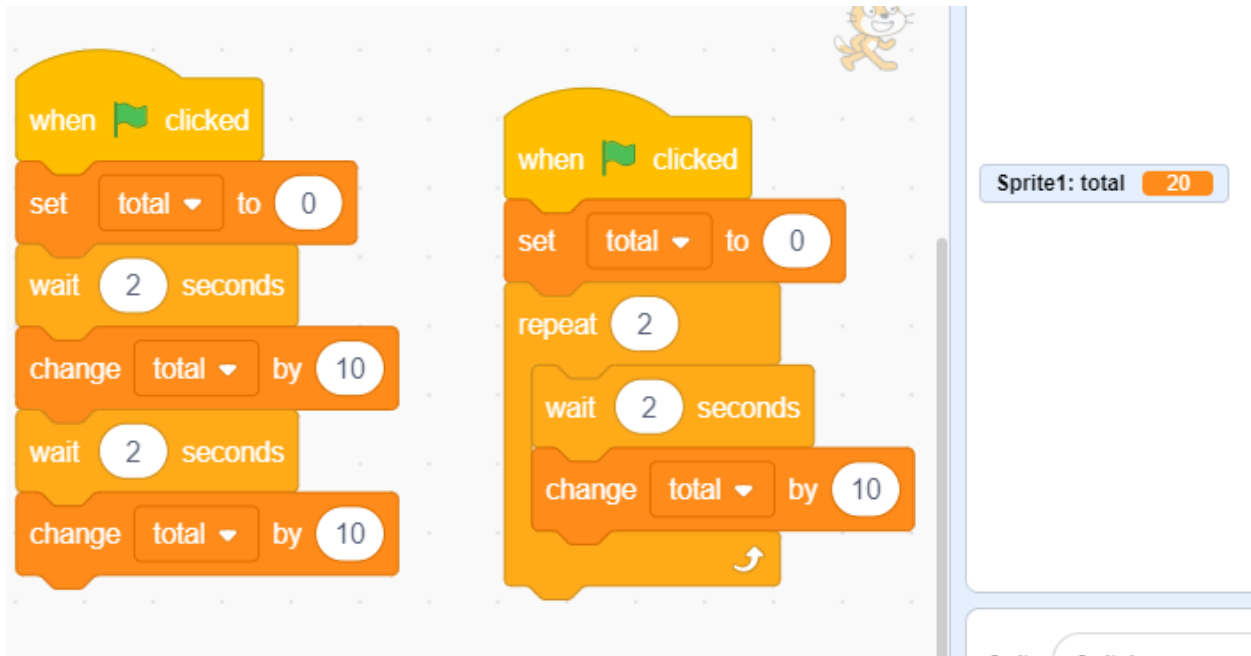 when clicked
set total to 0
wait 2 seconds
change total by 10
wait 2 seconds
change total by 10
when clicked
set total to 0
repeat 2
wait 2 seconds
change total by 10
Sprite1: total 20